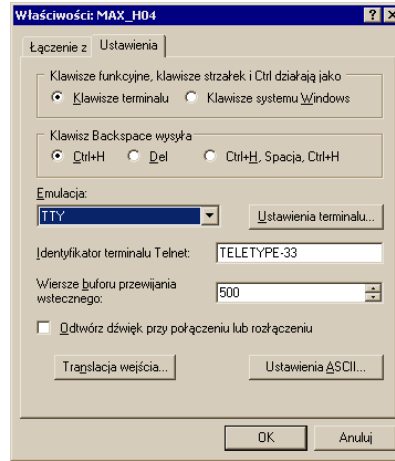 Właściwości: MAX_H04
Łączenie z Ustawienia
Klawisze funkcyjne, klawisze strzałek i Ctrl działają jako
Klawisze terminalu Klawisze systemu Windows
Klawisz Backspace wysyła
Ctrl+H Del Ctrl+H, Spacja, Ctrl+H
Emulacja:
TTY Ustawienia terminalu...
Identyfikator terminalu Telnet: TELETYPE-33
Wiersze buforu przewijania
wstecznego: 500
Odtwórz dźwięk przy połączeniu lub rozłączeniu
Translacja wejścia... Ustawienia ASCII...
OK Anuluj